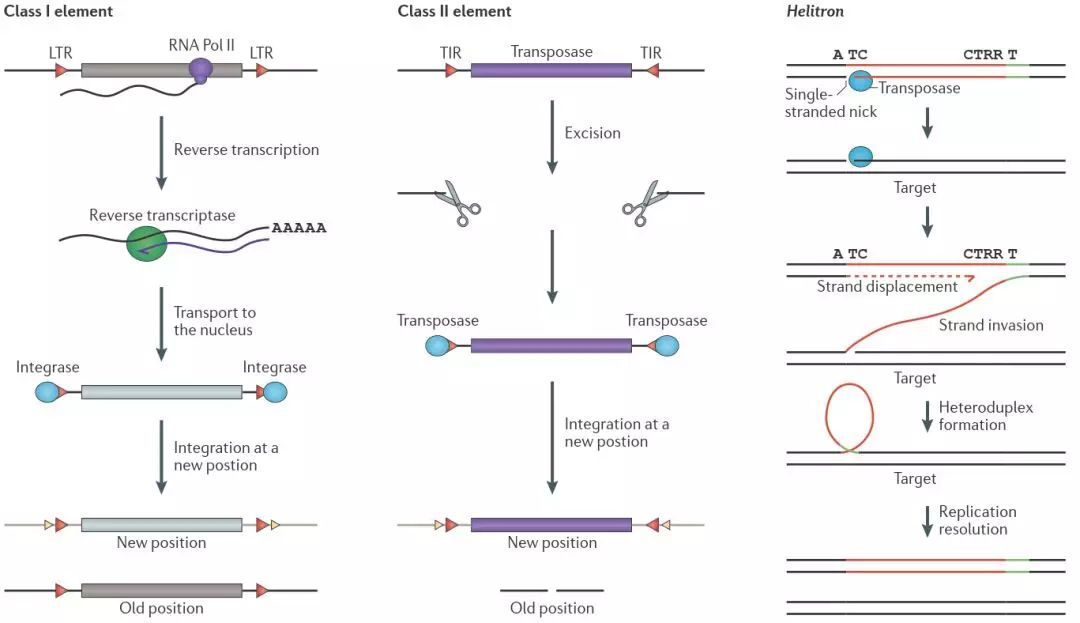 Class I element
LTR
RNA Pol II
LTR
Reverse transcription
Reverse transcriptase
AAAAA
Transport to
the nucleus
Integrase
Integrase
Integration at a
new postion
New position
Old position
Class II element
TIR
Transposase
TIR
Excision
Transposase
Transposase
Integration at a
new postion
New position
Old position
Helitron
A TC
CTRR T
Single-
stranded nick
Transposase
Target
A TC
CTRR T
Strand displacement
Strand invasion
Target
Heteroduplex
formation
Target
Replication
resolution